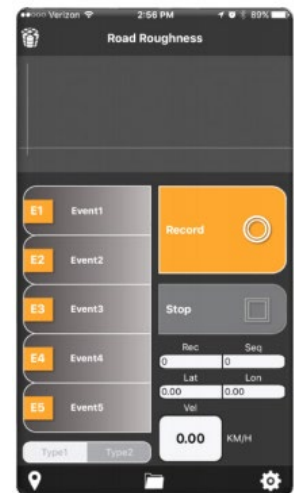 Verizon 2:56 PM 89%
Road Roughness
E1 Event1
E2 Event2
E3 Event3
E4 Event4
E5 Event5
Type1 Type2
Record
Stop
Rec Seq
0 0
Lat Lon
0.00 0.00
Vel
0.00 KM/H